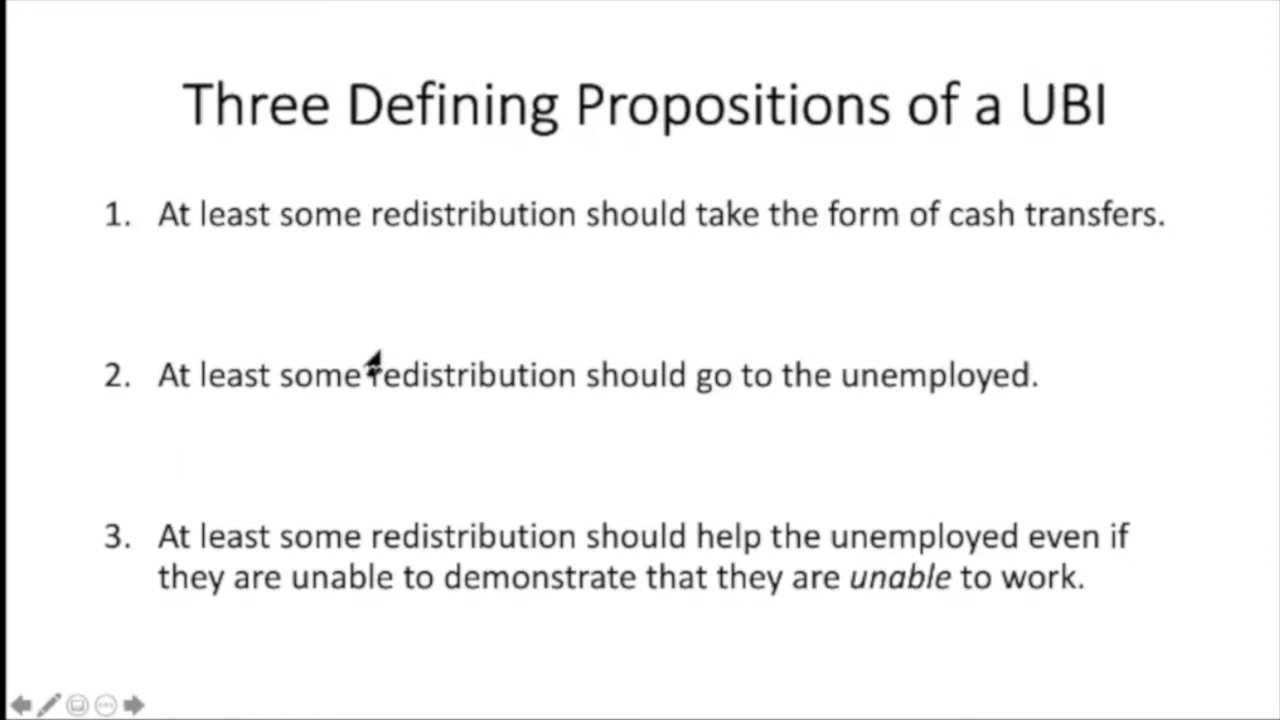 Three Defining Propositions of a UBI
1. At least some redistribution should take the form of cash transfers.
2. At least some redistribution should go to the unemployed.
3. At least some redistribution should help the unemployed even if
they are unable to demonstrate that they are unable to work.